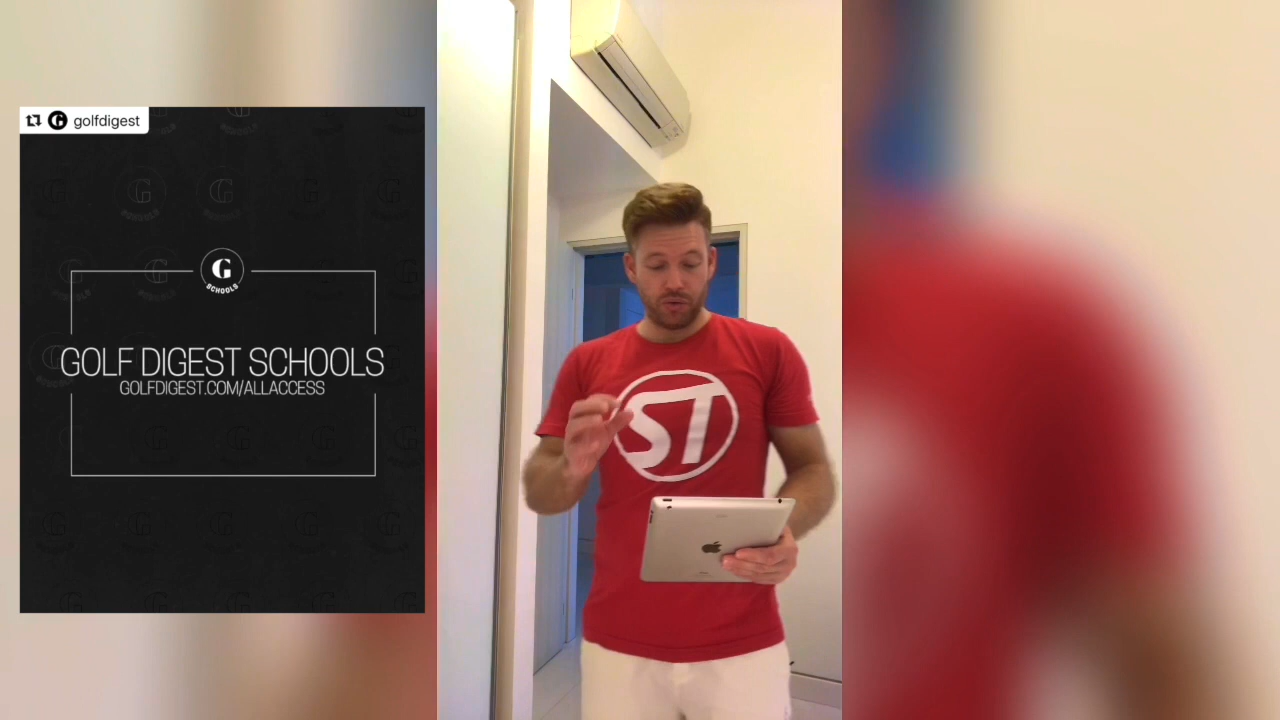 golfdigest
G
SCHOOLS
GOLF DIGEST SCHOOLS
GOLFDIGEST.COM/ALLACCESS
ST